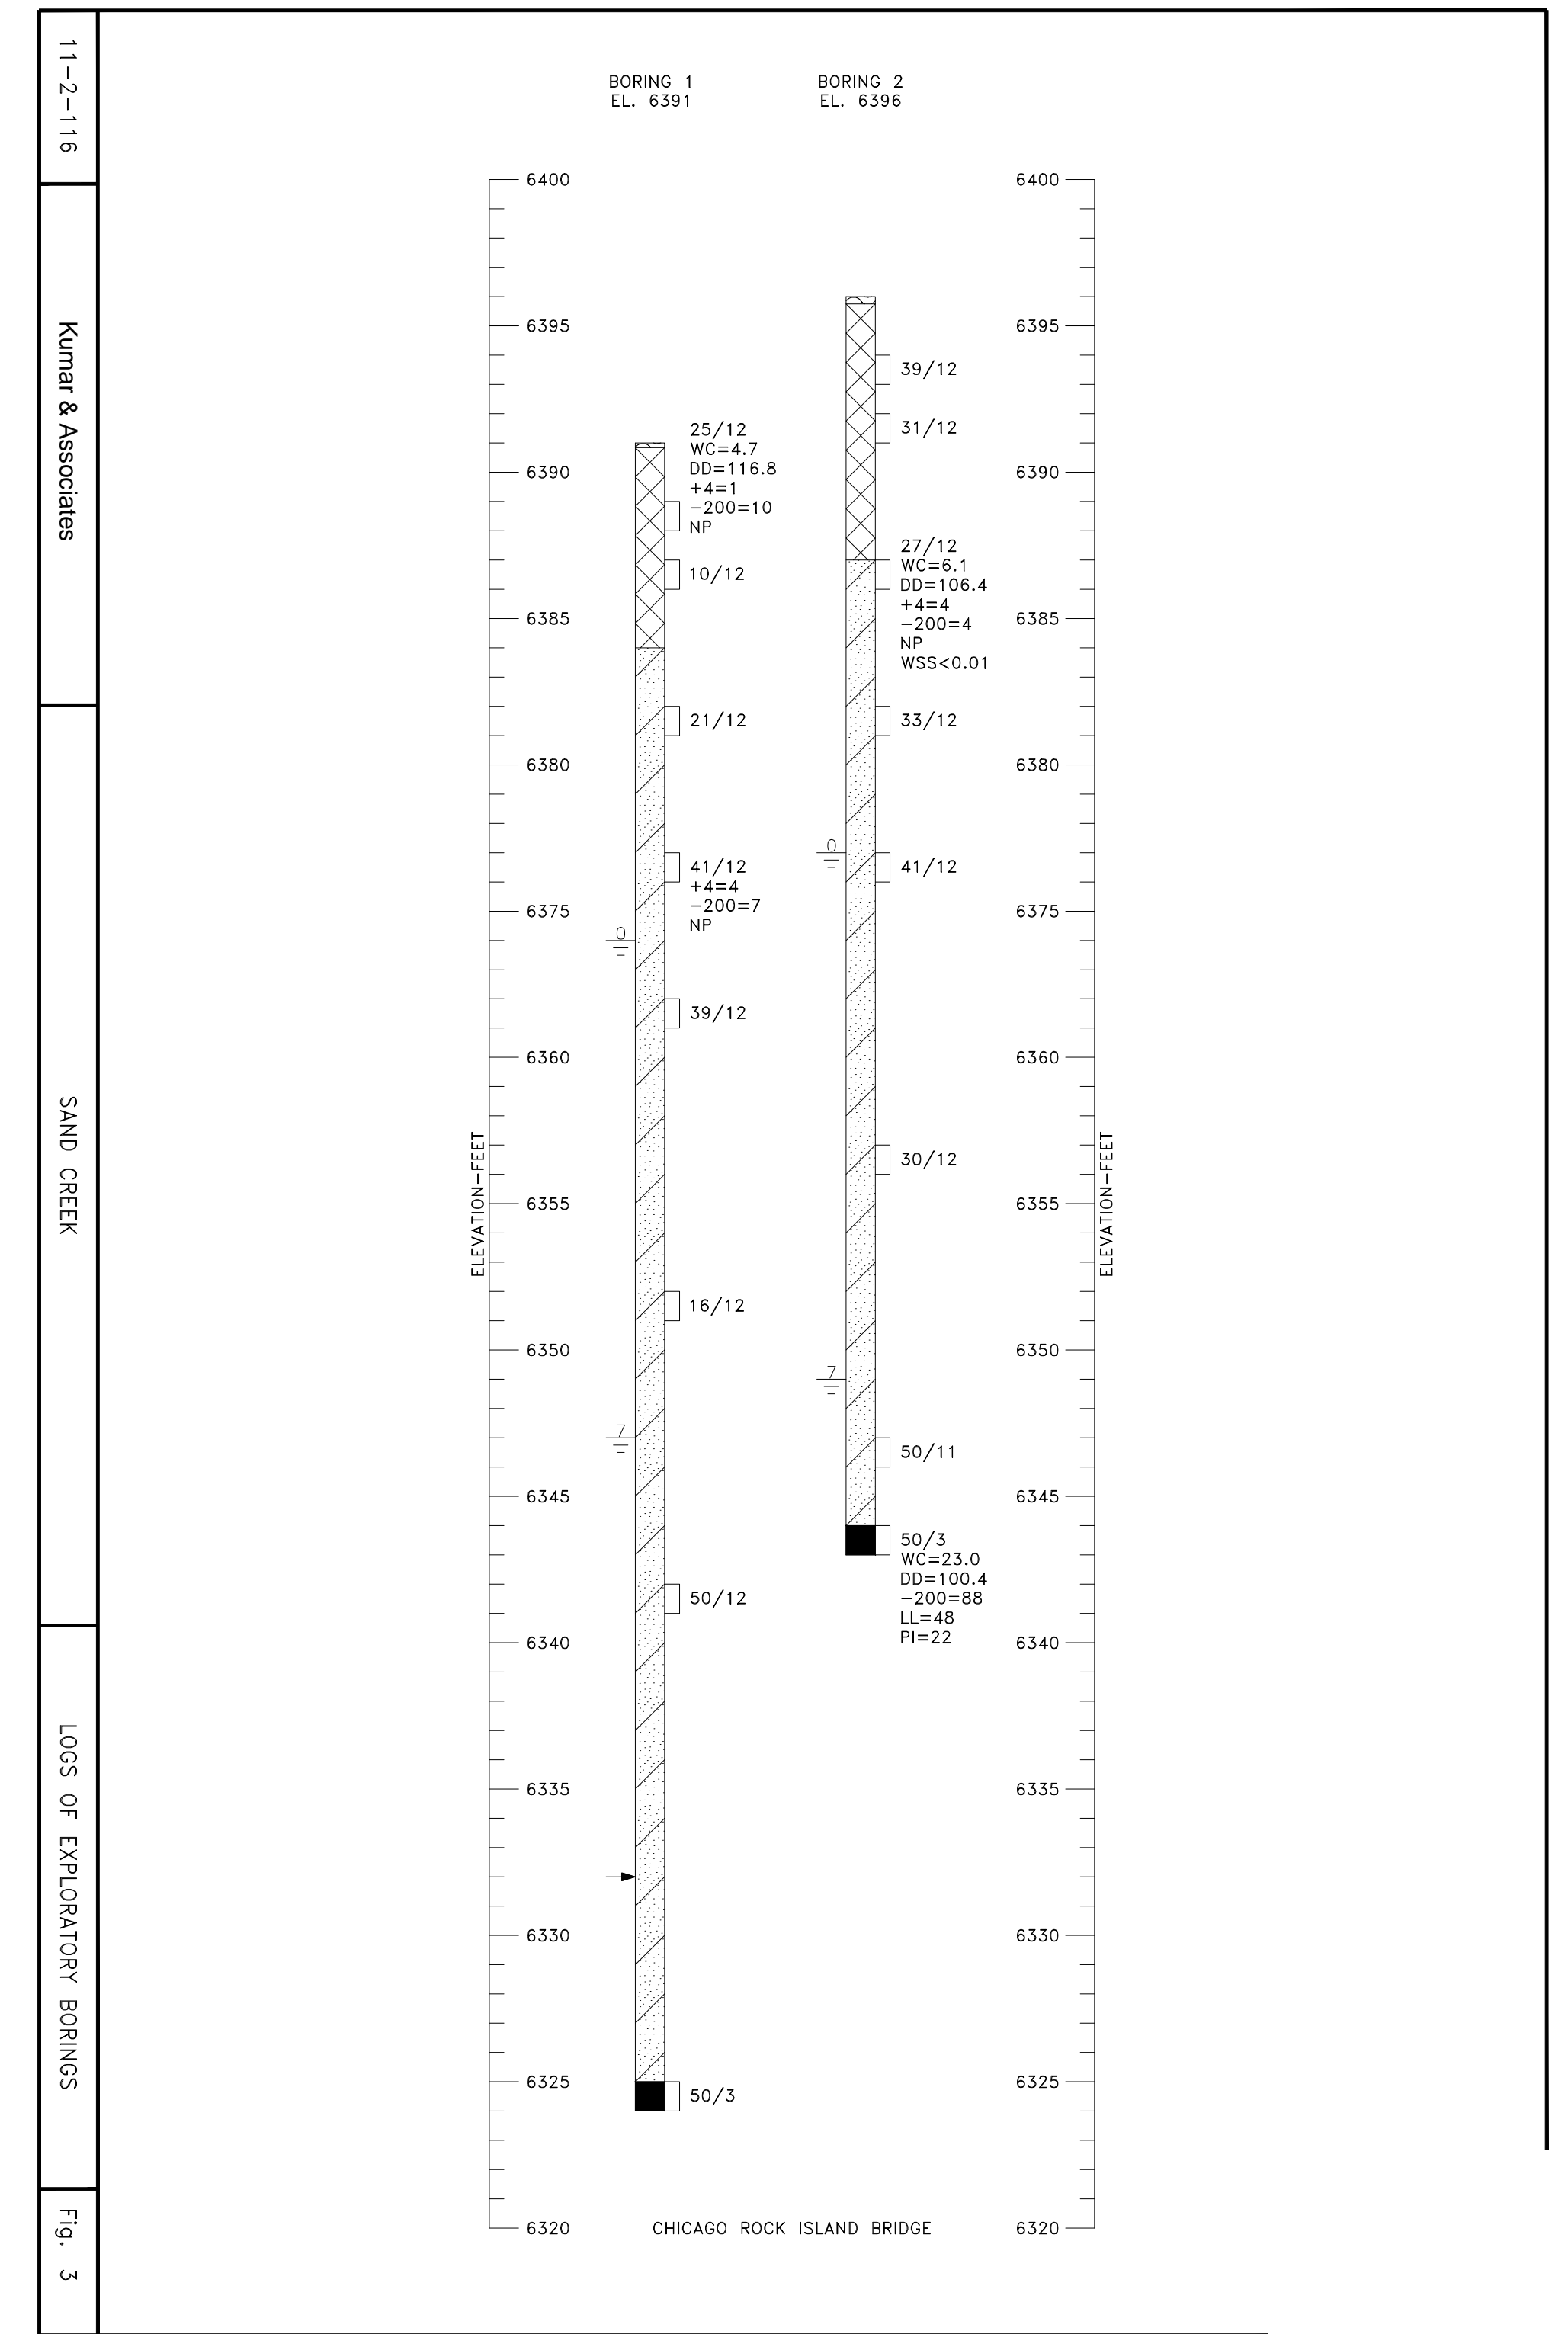 11-2-116
Kumar & Associates
SAND CREEK
LOGS OF EXPLORATORY BORINGS
Fig. 3
BORING 1
EL. 6391
BORING 2
EL. 6396
ELEVATION-FEET
6400
6395
6390
6385
6380
6375
6360
6355
6350
6345
6340
6335
6330
6325
6320
25/12
WC=4.7
DD=116.8
+4=1
-200=10
NP
10/12
21/12
41/12
+4=4
-200=7
NP
0
39/12
16/12
7
50/12
50/3
39/12
31/12
27/12
WC=6.1
DD=106.4
+4=4
-200=4
NP
WSS<0.01
33/12
0
41/12
30/12
7
50/11
50/3
WC=23.0
DD=100.4
-200=88
LL=48
PI=22
6400
6395
6390
6385
6380
6375
6360
6355
6350
6345
6340
6335
6330
6325
6320
ELEVATION-FEET
CHICAGO ROCK ISLAND BRIDGE